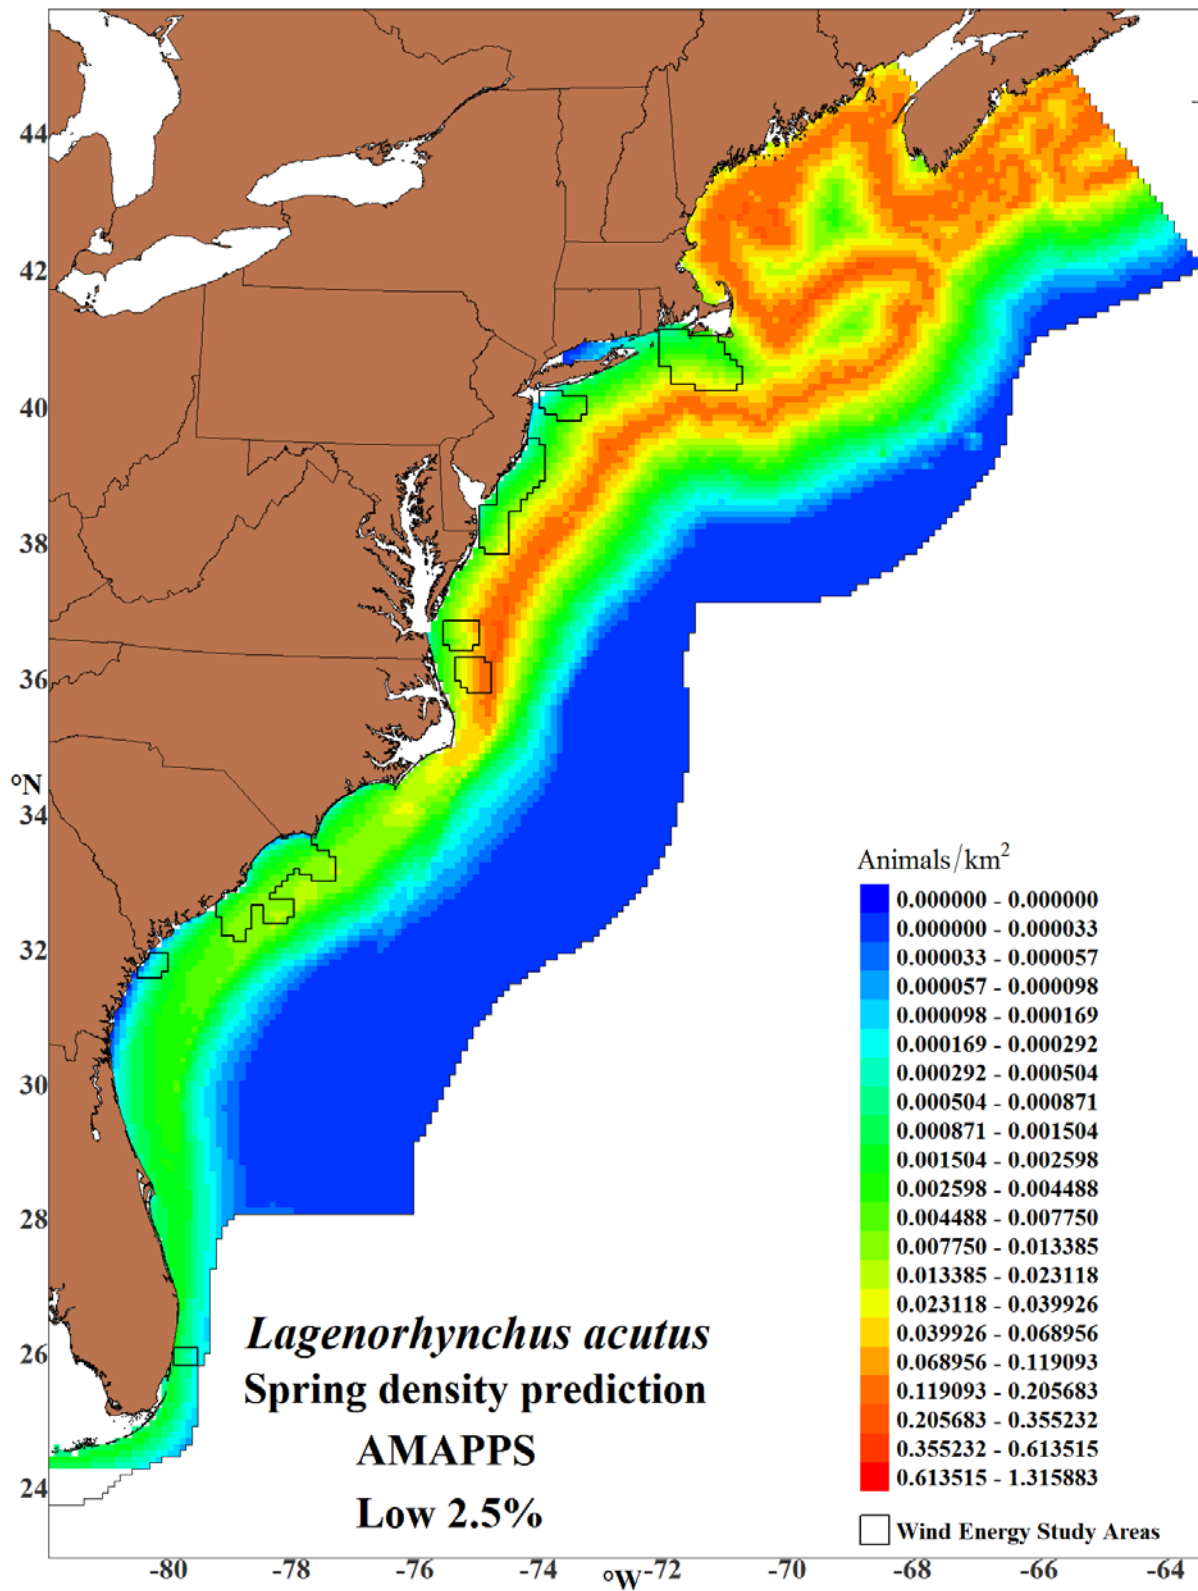 44
42
40
38
36
°N
34
32
30
28
26
24
Animals/km²
0.000000 - 0.000000
0.000000 - 0.000033
0.000033 - 0.000057
0.000057 - 0.000098
0.000098 - 0.000169
0.000169 - 0.000292
0.000292 - 0.000504
0.000504 - 0.000871
0.000871 - 0.001504
0.001504 - 0.002598
0.002598 - 0.004488
0.004488 - 0.007750
0.007750 - 0.013385
0.013385 - 0.023118
0.023118 - 0.039926
0.039926 - 0.068956
0.068956 - 0.119093
0.119093 - 0.205683
0.205683 - 0.355232
0.355232 - 0.613515
0.613515 - 1.315883
Wind Energy Study Areas
Lagenorhynchus acutus
Spring density prediction
AMAPPS
Low 2.5%
-80 -78 -76 -74 °W -72 -70 -68 -66 -64